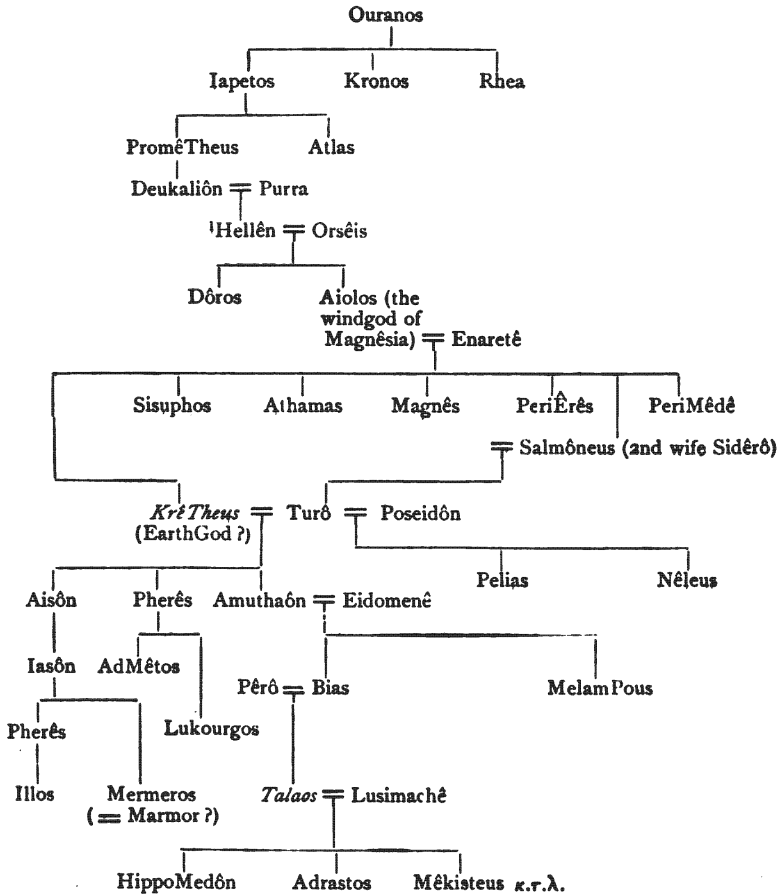 Ouranos
Iapetos Kronos Rhea
PromêTheus Atlas
Deukaliôn = Purra
¹Hellên = Orsêis
Dôros Aiolos (the
windgod of
Magnêsia) = Enaretê
Sisuphos Athamas Magnês PeriÊrês PeriMêdê
= Salmôneus (2nd wife Sidêrô)
KrêTheus = Turô = Poseidôn
(EarthGod ?)
Pelias Nêleus
Aisôn Pherês Amuthaôn = Eidomenê
Iasôn AdMêtos
Pêrô = Bias MelamPous
Pherês Lukourgos
Illos Mermeros Talaos = Lusimachê
( = Marmor ?)
HippoMedôn Adrastos Mêkisteus κ.τ.λ.